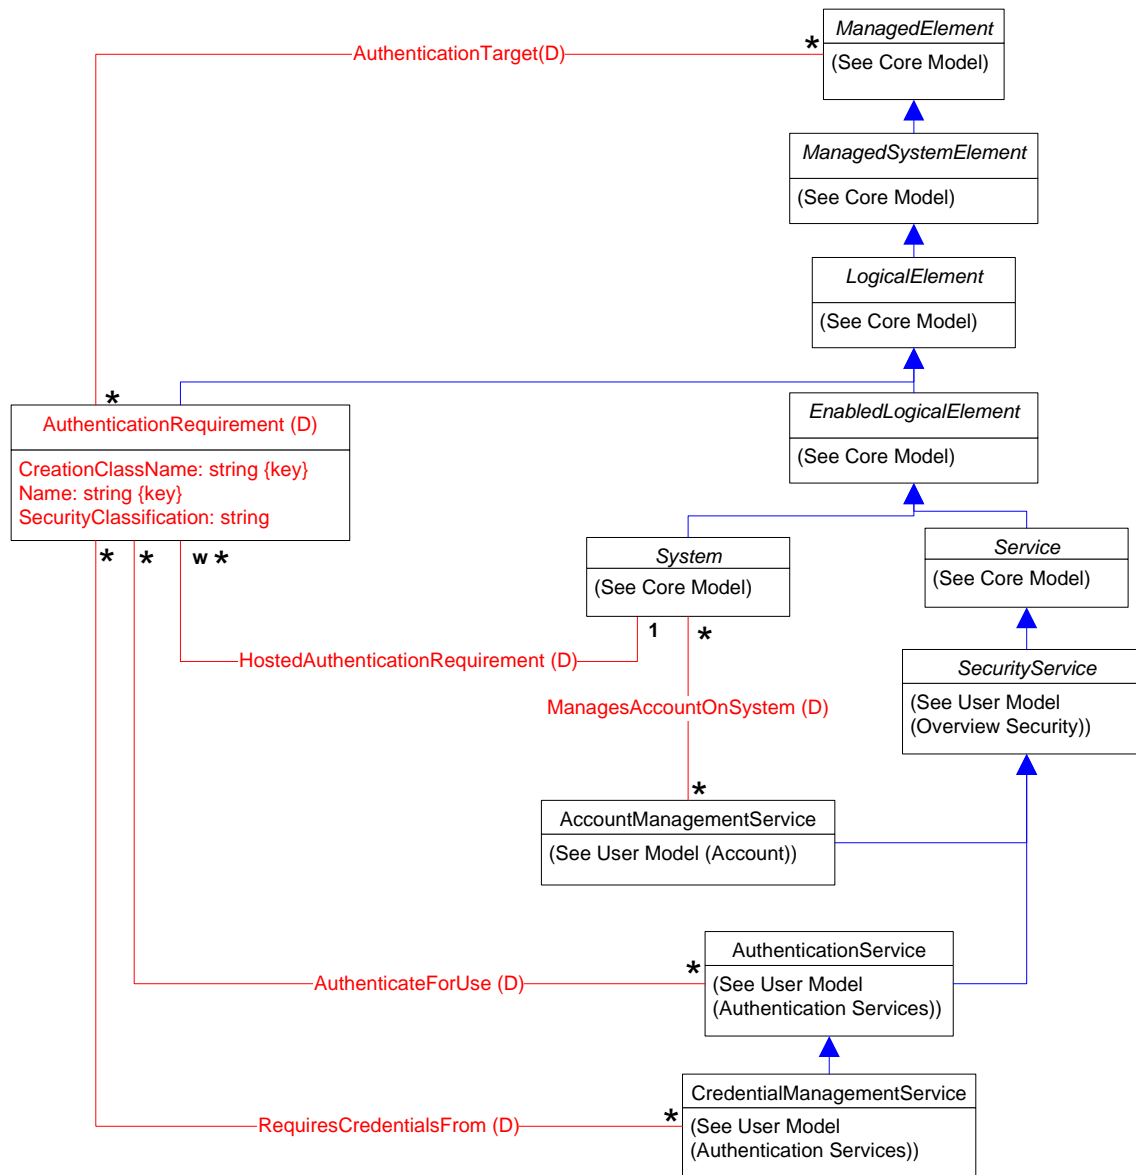 ManagedElement
AuthenticationTarget(D)
*
(See Core Model)
ManagedSystemElement
(See Core Model)
LogicalElement
(See Core Model)
*
AuthenticationRequirement (D)
CreationClassName: string {key}
Name: string {key}
SecurityClassification: string
EnabledLogicalElement
(See Core Model)
*
*
w *
System
(See Core Model)
Service
(See Core Model)
1
*
HostedAuthenticationRequirement (D)
SecurityService
(See User Model
(Overview Security))
ManagesAccountOnSystem (D)
*
AccountManagementService
(See User Model (Account))
AuthenticationService
(See User Model
(Authentication Services))
*
AuthenticateForUse (D)
CredentialManagementService
(See User Model
(Authentication Services))
*
RequiresCredentialsFrom (D)